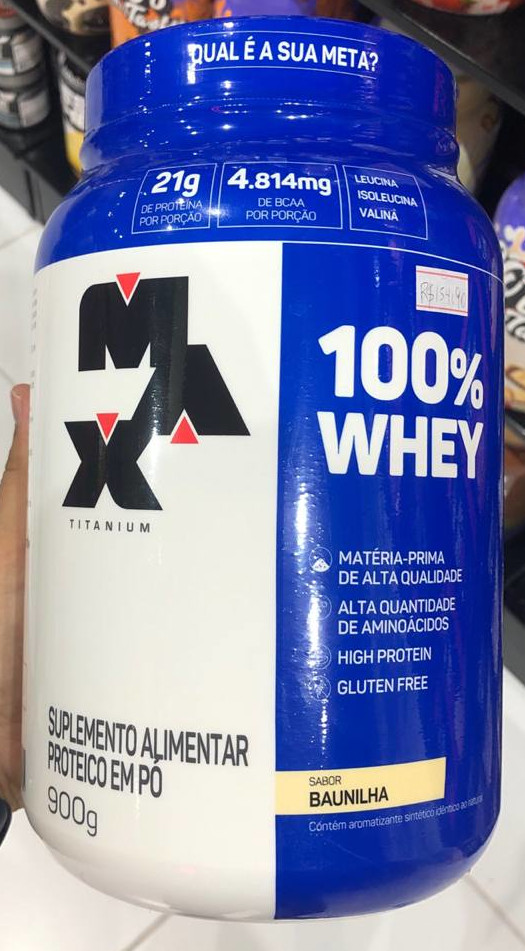 QUAL É A SUA META?
21g
DE PROTEÍNA
POR PORÇÃO
4.814mg
DE BCAA
POR PORÇÃO
LEUCINA
ISOLEUCINA
VALINA
R$154,90
MAX
TITANIUM
100%
WHEY
MATÉRIA-PRIMA
DE ALTA QUALIDADE
ALTA QUANTIDADE
DE AMINOÁCIDOS
HIGH PROTEIN
GLUTEN FREE
SUPLEMENTO ALIMENTAR
PROTEICO EM PÓ
900g
SABOR
BAUNILHA
Contém aromatizante sintético idêntico ao natural